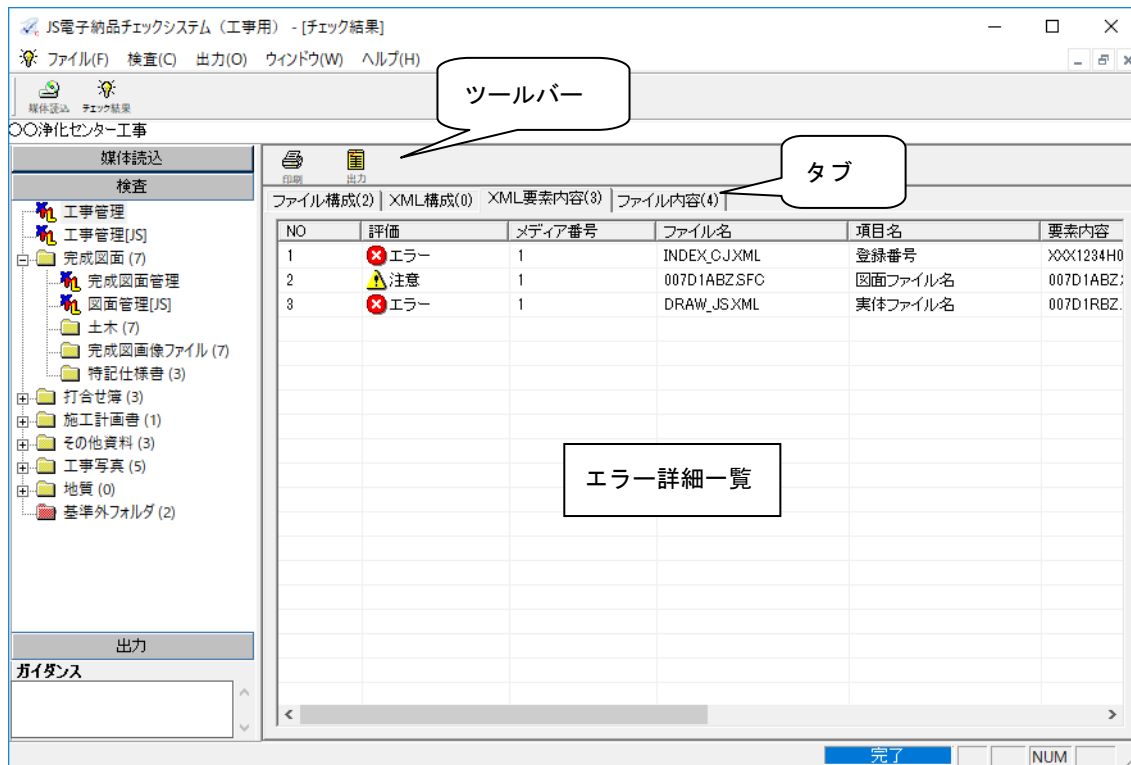 JS電子納品チェックシステム（工事用） - [チェック結果]
ファイル(F) 検査(C) 出力(O) ウィンドウ(W) ヘルプ(H)
媒体読込 チェック結果
〇〇浄化センター工事
ツールバー
タブ
媒体読込
検査
工事管理
工事管理[JS]
完成図面 (7)
完成図面管理
図面管理[JS]
土木 (7)
完成図画像ファイル (7)
特記仕様書 (3)
打合せ簿 (3)
施工計画書 (1)
その他資料 (3)
工事写真 (5)
地質 (0)
基準外フォルダ (2)
出力
ガイダンス
印刷 出力
ファイル構成(2) XML構成(0) XML要素内容(3) ファイル内容(4)
NO 評価 メディア番号 ファイル名 項目名 要素内容
1 エラー 1 INDEX_CJ.XML 登録番号 XXX1234H0
2 注意 1 007D1ABZ.SFC 図面ファイル名 007D1ABZ.
3 エラー 1 DRAW_JS.XML 実体ファイル名 007D1RBZ.
エラー詳細一覧
完了 NUM